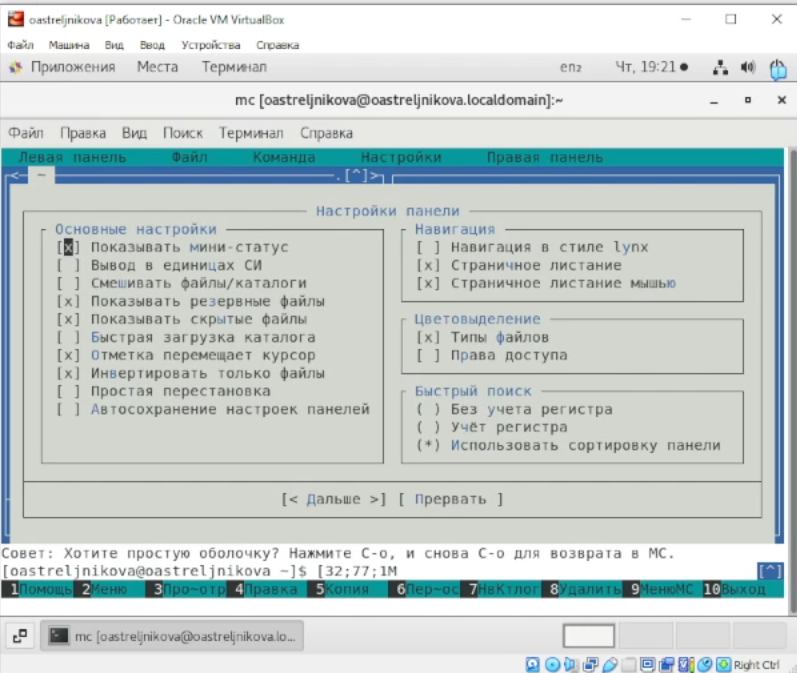 oastreljnikova [Работает] - Oracle VM VirtualBox
Файл Машина Вид Ввод Устройства Справка
Приложения Места Терминал en₂ Чт, 19:21
mc [oastreljnikova@oastreljnikova.localdomain]:~
Файл Правка Вид Поиск Терминал Справка
Левая панель Файл Команда Настройки Правая панель
<─ ~ .[^]>
Настройки панели
Основные настройки
[x] Показывать мини-статус
[ ] Вывод в единицах СИ
[ ] Смешивать файлы/каталоги
[x] Показывать резервные файлы
[x] Показывать скрытые файлы
[ ] Быстрая загрузка каталога
[x] Отметка перемещает курсор
[x] Инвертировать только файлы
[ ] Простая перестановка
[ ] Автосохранение настроек панелей
Навигация
[ ] Навигация в стиле lynx
[x] Страничное листание
[x] Страничное листание мышью
Цветовыделение
[x] Типы файлов
[ ] Права доступа
Быстрый поиск
( ) Без учета регистра
( ) Учёт регистра
(*) Использовать сортировку панели
[< Дальше >] [ Прервать ]
Совет: Хотите простую оболочку? Нажмите C-o, и снова C-o для возврата в MC.
[oastreljnikova@oastreljnikova ~]$ [32;77;1M [^]
1Помощь 2Меню 3Про~отр 4Правка 5Копия 6Пер~ос 7НвКтлог 8Удалить 9МенюМС 10Выход
mc [oastreljnikova@oastreljnikova.lo...
Right Ctrl